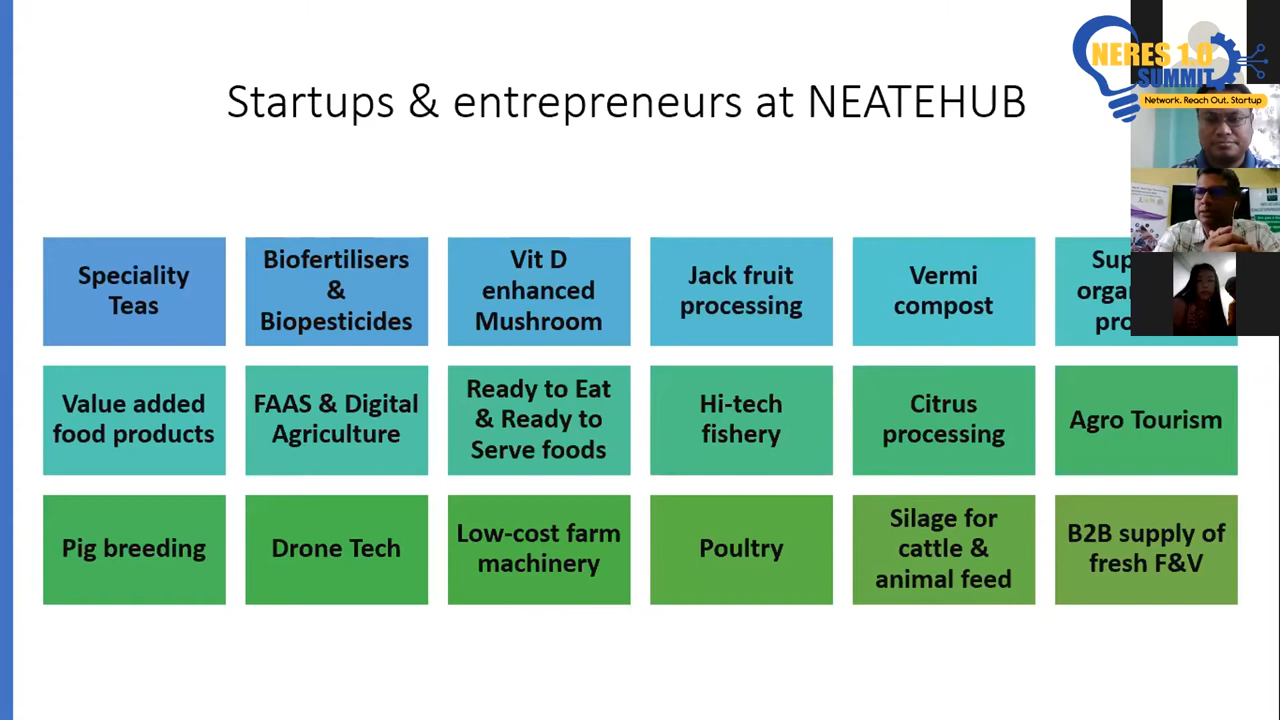 NERES 1.0
SUMMIT
Network. Reach Out. Startup
Startups & entrepreneurs at NEATEHUB
Speciality
Teas
Biofertilisers
&
Biopesticides
Vit D
enhanced
Mushroom
Jack fruit
processing
Vermi
compost
Value added
food products
FAAS & Digital
Agriculture
Ready to Eat
& Ready to
Serve foods
Hi-tech
fishery
Citrus
processing
Agro Tourism
Pig breeding
Drone Tech
Low-cost farm
machinery
Poultry
Silage for
cattle &
animal feed
B2B supply of
fresh F&V